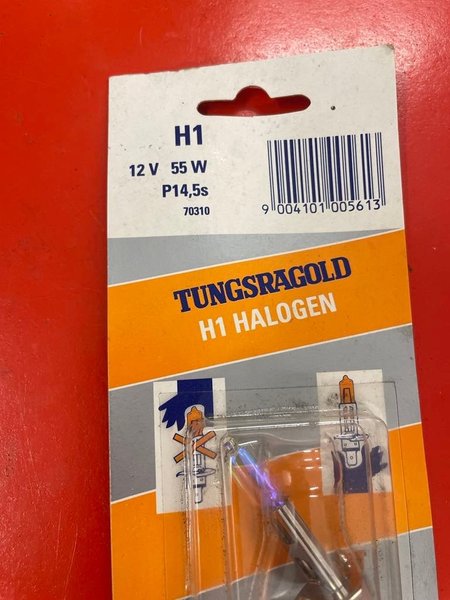 H1
12 V 55 W
P14,5s
70310
9 004101 005613
TUNGSRAGOLD
H1 HALOGEN